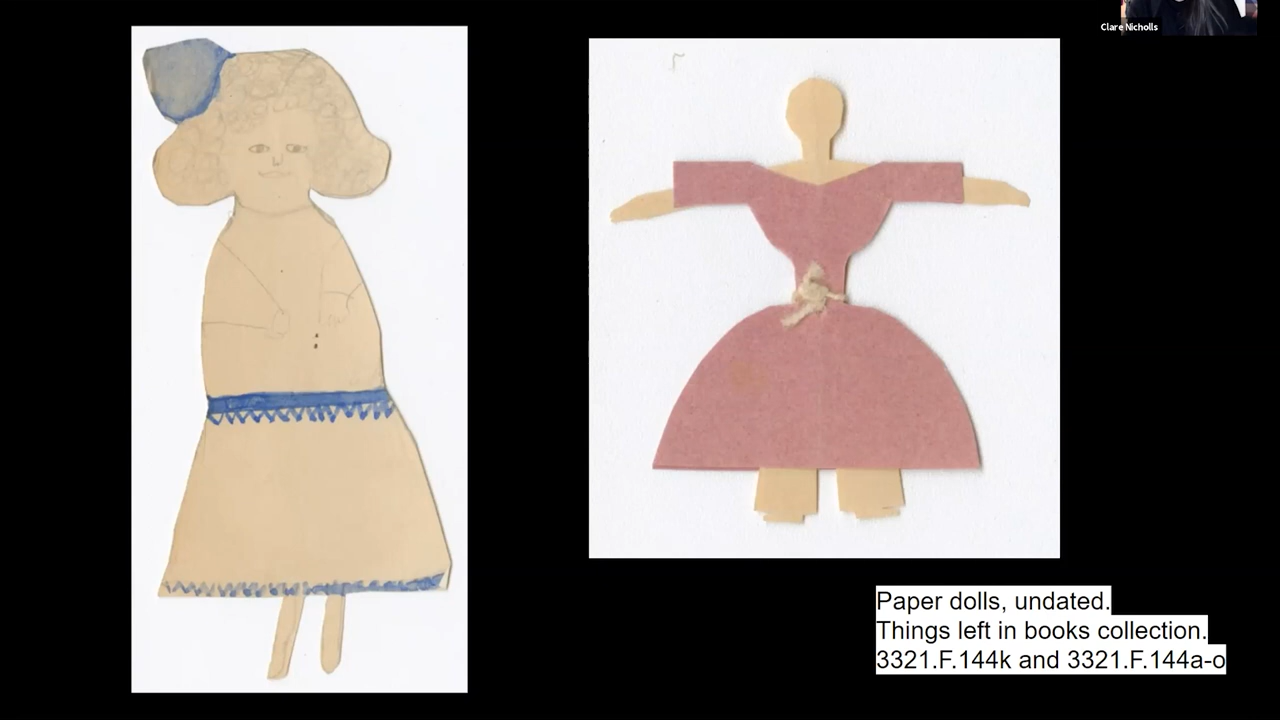 Clare Nicholls
Paper dolls, undated.
Things left in books collection.
3321.F.144k and 3321.F.144a-o